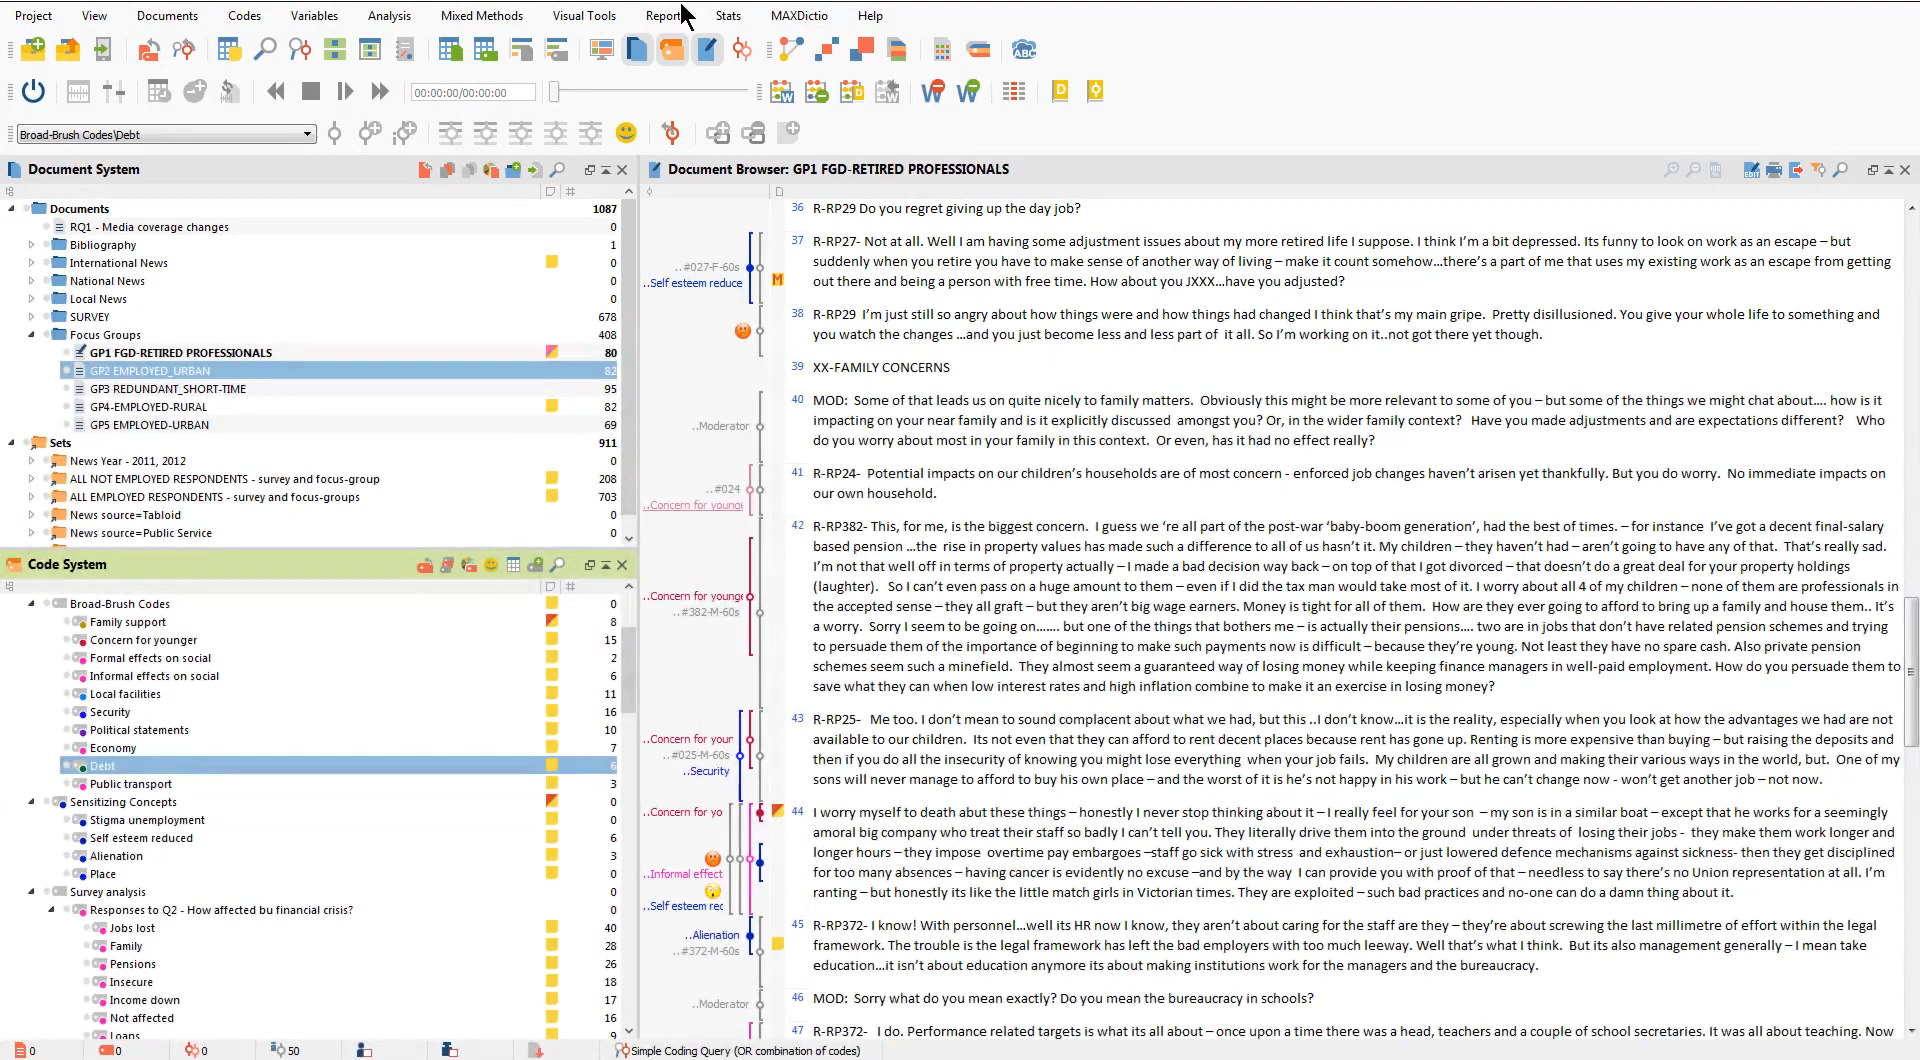 Project View Documents Codes Variables Analysis Mixed Methods Visual Tools Report Stats MAXDictio Help
00:00:00/00:00:00
Broad-Brush Codes\Debt
Document System
Documents 1087
RQ1 - Media coverage changes 0
Bibliography 1
International News 0
National News 0
Local News 0
SURVEY 678
Focus Groups 408
GP1 FGD-RETIRED PROFESSIONALS 80
GP2 EMPLOYED_URBAN 82
GP3 REDUNDANT_SHORT-TIME 95
GP4-EMPLOYED-RURAL 82
GP5 EMPLOYED-URBAN 69
Sets 911
News Year - 2011, 2012 0
ALL NOT EMPLOYED RESPONDENTS - survey and focus-group 208
ALL EMPLOYED RESPONDENTS - survey and focus-groups 703
News source=Tabloid 0
News source=Public Service 0
Code System
Broad-Brush Codes 0
Family support 8
Concern for younger 15
Formal effects on social 2
Informal effects on social 6
Local facilities 11
Security 16
Political statements 10
Economy 7
Debt 6
Public transport 3
Sensitizing Concepts 0
Stigma unemployment 0
Self esteem reduced 6
Alienation 3
Place 0
Survey analysis 0
Responses to Q2 - How affected bu financial crisis? 0
Jobs lost 40
Family 28
Pensions 26
Insecure 18
Income down 17
Not affected 16
Loans 9
Document Browser: GP1 FGD-RETIRED PROFESSIONALS
..#027-F-60s
..Self esteem reduce
..Moderator
..#024
..Concern for young
..Concern for younge
..#382-M-60s
..Concern for your
..#025-M-60s
..Security
..Concern for yo
..Informal effect
..Self esteem rec
..Alienation
..#372-M-60s
..Moderator
36 R-RP29 Do you regret giving up the day job?
37 R-RP27- Not at all. Well I am having some adjustment issues about my more retired life I suppose. I think I'm a bit depressed. Its funny to look on work as an escape – but
suddenly when you retire you have to make sense of another way of living – make it count somehow...there's a part of me that uses my existing work as an escape from getting
out there and being a person with free time. How about you JXXX...have you adjusted?
38 R-RP29 I'm just still so angry about how things were and how things had changed I think that's my main gripe. Pretty disillusioned. You give your whole life to something and
you watch the changes ...and you just become less and less part of it all. So I'm working on it..not got there yet though.
39 XX-FAMILY CONCERNS
40 MOD: Some of that leads us on quite nicely to family matters. Obviously this might be more relevant to some of you – but some of the things we might chat about.... how is it
impacting on your near family and is it explicitly discussed amongst you? Or, in the wider family context? Have you made adjustments and are expectations different? Who
do you worry about most in your family in this context. Or even, has it had no effect really?
41 R-RP24- Potential impacts on our children's households are of most concern - enforced job changes haven't arisen yet thankfully. But you do worry. No immediate impacts on
our own household.
42 R-RP382- This, for me, is the biggest concern. I guess we 're all part of the post-war 'baby-boom generation', had the best of times. – for instance I've got a decent final-salary
based pension ...the rise in property values has made such a difference to all of us hasn't it. My children – they haven't had – aren't going to have any of that. That's really sad.
I'm not that well off in terms of property actually – I made a bad decision way back – on top of that I got divorced – that doesn't do a great deal for your property holdings
(laughter). So I can't even pass on a huge amount to them – even if I did the tax man would take most of it. I worry about all 4 of my children – none of them are professionals in
the accepted sense – they all graft – but they aren't big wage earners. Money is tight for all of them. How are they ever going to afford to bring up a family and house them.. It's
a worry. Sorry I seem to be going on....... but one of the things that bothers me – is actually their pensions.... two are in jobs that don't have related pension schemes and trying
to persuade them of the importance of beginning to make such payments now is difficult – because they're young. Not least they have no spare cash. Also private pension
schemes seem such a minefield. They almost seem a guaranteed way of losing money while keeping finance managers in well-paid employment. How do you persuade them to
save what they can when low interest rates and high inflation combine to make it an exercise in losing money?
43 R-RP25- Me too. I don't mean to sound complacent about what we had, but this ..I don't know...it is the reality, especially when you look at how the advantages we had are not
available to our children. Its not even that they can afford to rent decent places because rent has gone up. Renting is more expensive than buying – but raising the deposits and
then if you do all the insecurity of knowing you might lose everything when your job fails. My children are all grown and making their various ways in the world, but. One of my
sons will never manage to afford to buy his own place – and the worst of it is he's not happy in his work – but he can't change now - won't get another job – not now.
44 I worry myself to death abut these things – honestly I never stop thinking about it – I really feel for your son – my son is in a similar boat – except that he works for a seemingly
amoral big company who treat their staff so badly I can't tell you. They literally drive them into the ground under threats of losing their jobs - they make them work longer and
longer hours – they impose overtime pay embargoes –staff go sick with stress and exhaustion– or just lowered defence mechanisms against sickness- then they get disciplined
for too many absences – having cancer is evidently no excuse –and by the way I can provide you with proof of that – needless to say there's no Union representation at all. I'm
ranting – but honestly its like the little match girls in Victorian times. They are exploited – such bad practices and no-one can do a damn thing about it.
45 R-RP372- I know! With personnel...well its HR now I know, they aren't about caring for the staff are they – they're about screwing the last millimetre of effort within the legal
framework. The trouble is the legal framework has left the bad employers with too much leeway. Well that's what I think. But its also management generally – I mean take
education...it isn't about education anymore its about making institutions work for the managers and the bureaucracy.
46 MOD: Sorry what do you mean exactly? Do you mean the bureaucracy in schools?
47 R-RP372- I do. Performance related targets is what its all about – once upon a time there was a head, teachers and a couple of school secretaries. It was all about teaching. Now
0 0 0 50 Simple Coding Query (OR combination of codes)